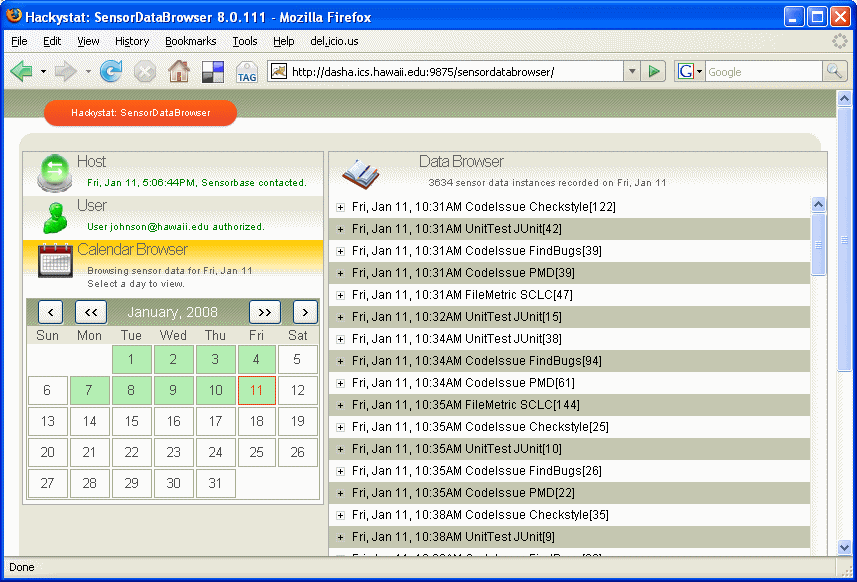 Hackystat: SensorDataBrowser 8.0.111 - Mozilla Firefox
File Edit View History Bookmarks Tools Help del.icio.us
TAG http://dasha.ics.hawaii.edu:9875/sensordatabrowser/ G Google
Hackystat: SensorDataBrowser
Host
Fri, Jan 11, 5:06:44PM, Sensorbase contacted.
User
User johnson@hawaii.edu authorized.
Calendar Browser
Browsing sensor data for Fri, Jan 11
Select a day to view.
< << January, 2008 >> >
Sun Mon Tue Wed Thu Fri Sat
1 2 3 4 5
6 7 8 9 10 11 12
13 14 15 16 17 18 19
20 21 22 23 24 25 26
27 28 29 30 31
Data Browser
3634 sensor data instances recorded on Fri, Jan 11
Fri, Jan 11, 10:31AM CodeIssue Checkstyle[122]
Fri, Jan 11, 10:31AM UnitTest JUnit[42]
Fri, Jan 11, 10:31AM CodeIssue FindBugs[39]
Fri, Jan 11, 10:31AM CodeIssue PMD[39]
Fri, Jan 11, 10:31AM FileMetric SCLC[47]
Fri, Jan 11, 10:32AM UnitTest JUnit[15]
Fri, Jan 11, 10:34AM UnitTest JUnit[38]
Fri, Jan 11, 10:34AM CodeIssue FindBugs[94]
Fri, Jan 11, 10:34AM CodeIssue PMD[61]
Fri, Jan 11, 10:35AM FileMetric SCLC[144]
Fri, Jan 11, 10:35AM CodeIssue Checkstyle[25]
Fri, Jan 11, 10:35AM UnitTest JUnit[10]
Fri, Jan 11, 10:35AM CodeIssue FindBugs[26]
Fri, Jan 11, 10:35AM CodeIssue PMD[22]
Fri, Jan 11, 10:38AM CodeIssue Checkstyle[35]
Fri, Jan 11, 10:38AM UnitTest JUnit[9]
Done